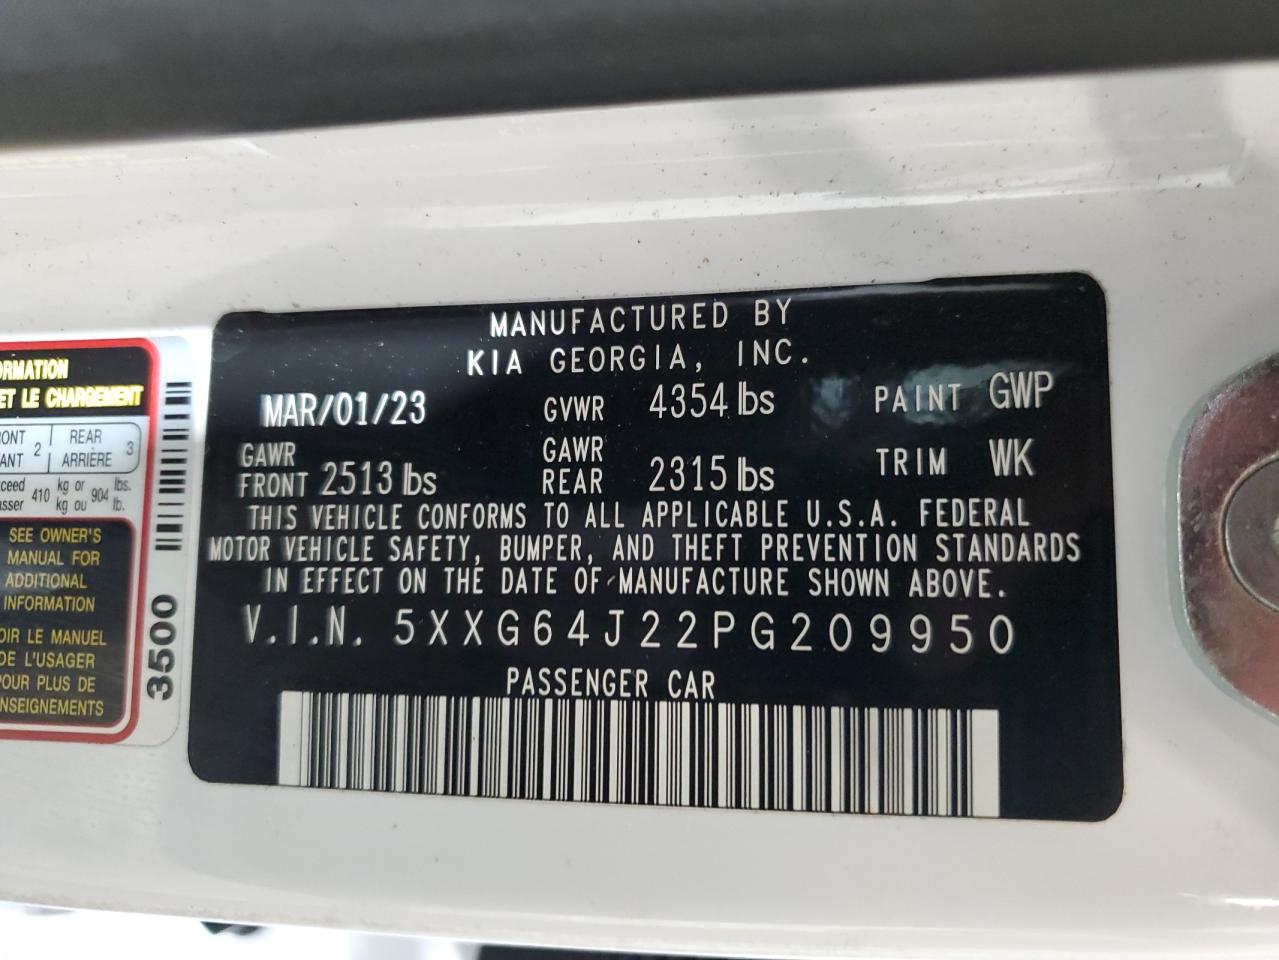 MANUFACTURED BY
KIA GEORGIA, INC.
MAR/01/23 GVWR 4354 lbs PAINT GWP
GAWR FRONT 2513 lbs GAWR REAR 2315 lbs TRIM WK
THIS VEHICLE CONFORMS TO ALL APPLICABLE U.S.A. FEDERAL
MOTOR VEHICLE SAFETY, BUMPER, AND THEFT PREVENTION STANDARDS
IN EFFECT ON THE DATE OF MANUFACTURE SHOWN ABOVE.
V.I.N. 5XXG64J22PG209950
PASSENGER CAR
ORMATION
ET LE CHARGEMENT
ONT 2 REAR 3
ANT ARRIÈRE
xceed 410 kg or 904 lbs.
asser kg ou lb.
SEE OWNER'S
MANUAL FOR
ADDITIONAL
INFORMATION
OIR LE MANUEL
DE L'USAGER
POUR PLUS DE
ENSEIGNEMENTS
3500